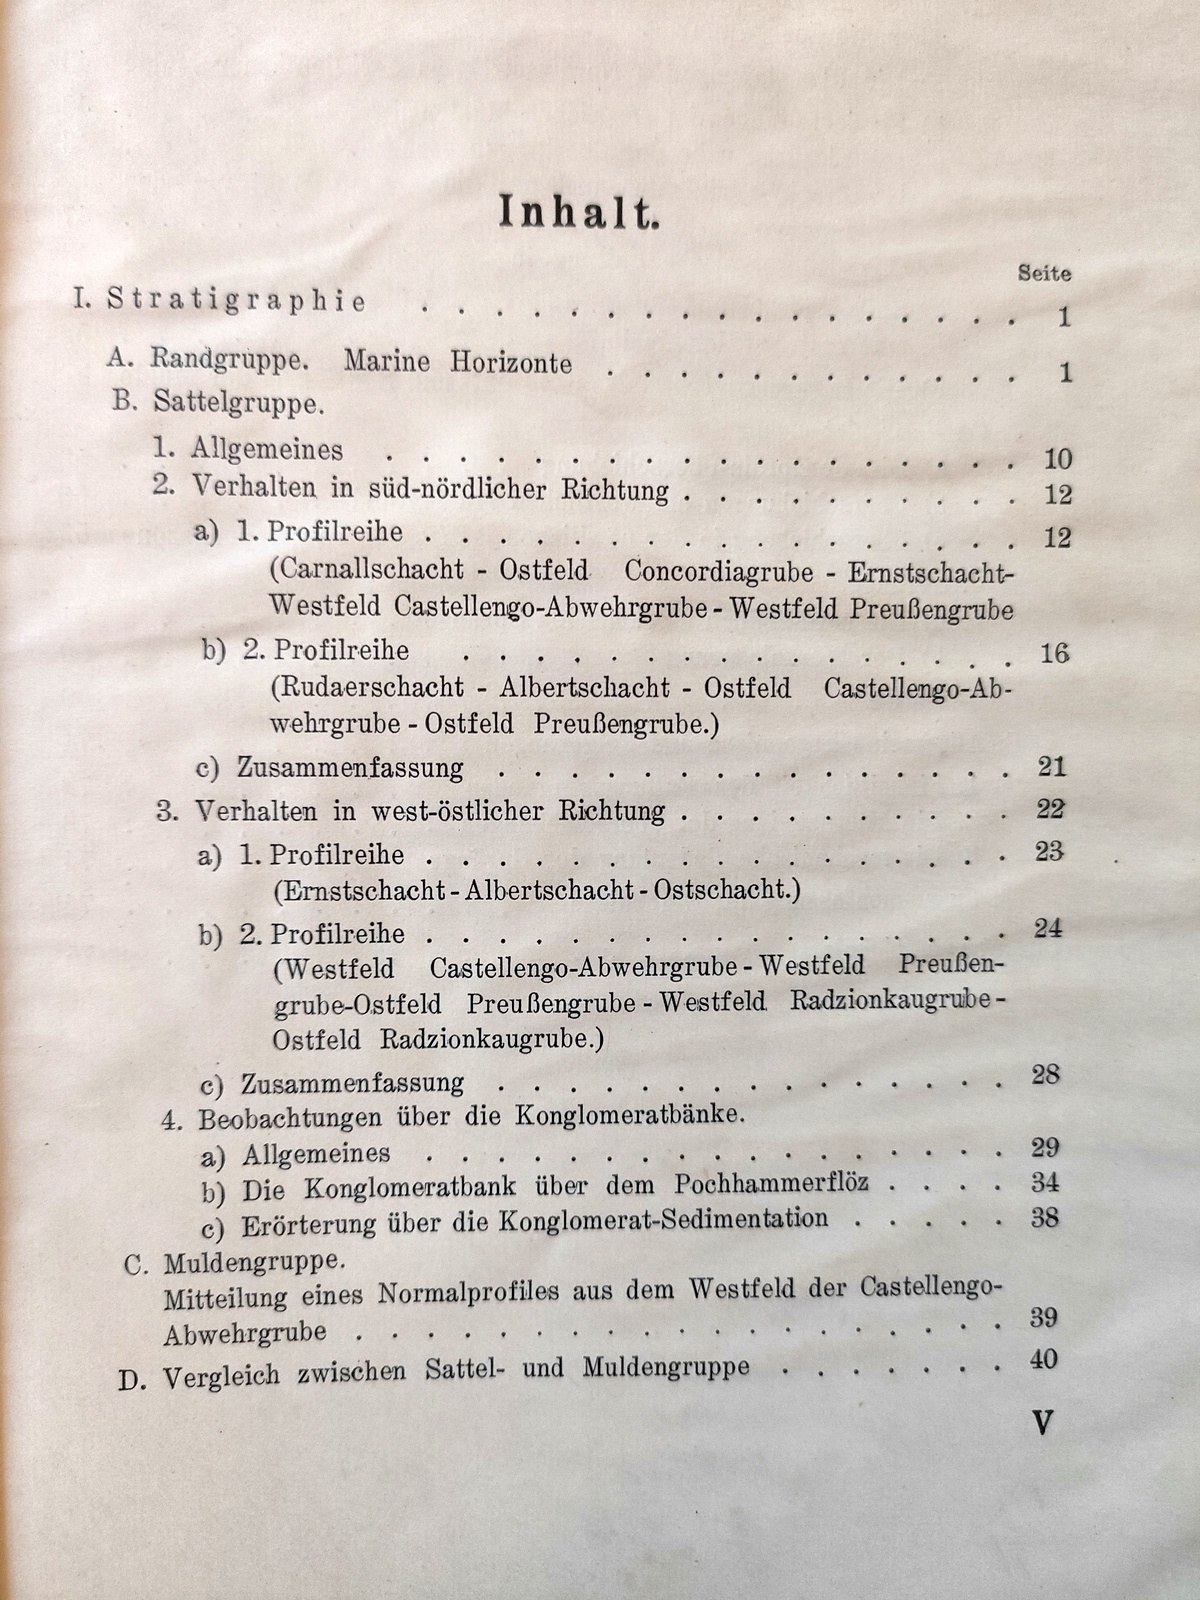 Inhalt.
Seite
I. Stratigraphie . . . . . . . . . . . . . . . . . 1
A. Randgruppe. Marine Horizonte . . . . . . . . . . . . 1
B. Sattelgruppe.
1. Allgemeines . . . . . . . . . . . . . . . . . . 10
2. Verhalten in süd-nördlicher Richtung . . . . . . . . . . 12
a) 1. Profilreihe . . . . . . . . . . . . . . . . . 12
(Carnallschacht - Ostfeld Concordiagrube - Ernstschacht-
Westfeld Castellengo-Abwehrgrube - Westfeld Preußengrube
b) 2. Profilreihe . . . . . . . . . . . . . . . . 16
(Rudaerschacht - Albertschacht - Ostfeld Castellengo-Ab-
wehrgrube - Ostfeld Preußengrube.)
c) Zusammenfassung . . . . . . . . . . . . . . . 21
3. Verhalten in west-östlicher Richtung . . . . . . . . . . 22
a) 1. Profilreihe . . . . . . . . . . . . . . . . . 23
(Ernstschacht - Albertschacht - Ostschacht.)
b) 2. Profilreihe . . . . . . . . . . . . . . . . . 24
(Westfeld Castellengo-Abwehrgrube - Westfeld Preußen-
grube-Ostfeld Preußengrube - Westfeld Radzionkaugrube -
Ostfeld Radzionkaugrube.)
c) Zusammenfassung . . . . . . . . . . . . . . . 28
4. Beobachtungen über die Konglomeratbänke.
a) Allgemeines . . . . . . . . . . . . . . . . . 29
b) Die Konglomeratbank über dem Pochhammerflöz . . . . 34
c) Erörterung über die Konglomerat-Sedimentation . . . . . 38
C. Muldengruppe.
Mitteilung eines Normalprofiles aus dem Westfeld der Castellengo-
Abwehrgrube . . . . . . . . . . . . . . . . . . . 39
D. Vergleich zwischen Sattel- und Muldengruppe . . . . . . . 40
V